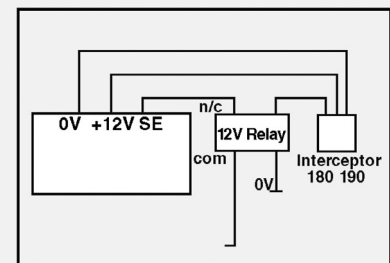 n/c
0V +12V SE
12V Relay
com
Interceptor
180 190
0V